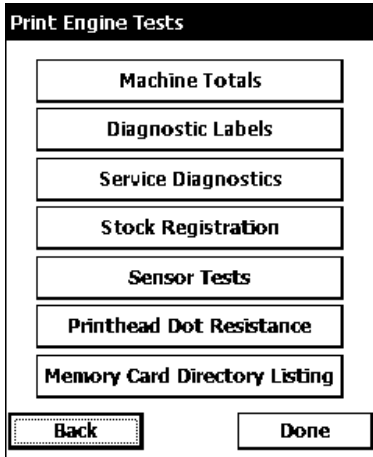 Print Engine Tests
Machine Totals
Diagnostic Labels
Service Diagnostics
Stock Registration
Sensor Tests
Printhead Dot Resistance
Memory Card Directory Listing
Back
Done